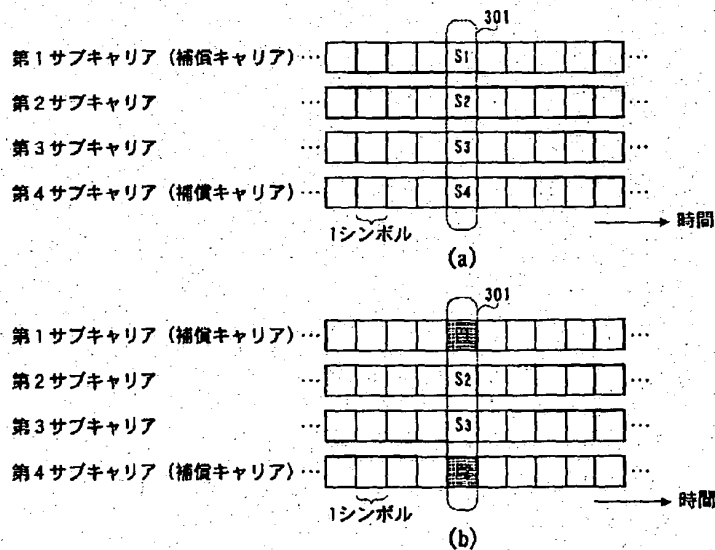 301
第1サブキャリア（補償キャリア）… S1 …
第2サブキャリア … S2 …
第3サブキャリア … S3 …
第4サブキャリア（補償キャリア）… S4 …
1シンボル
時間
(a)
301
第1サブキャリア（補償キャリア）… …
第2サブキャリア … S2 …
第3サブキャリア … S3 …
第4サブキャリア（補償キャリア）… …
1シンボル
時間
(b)